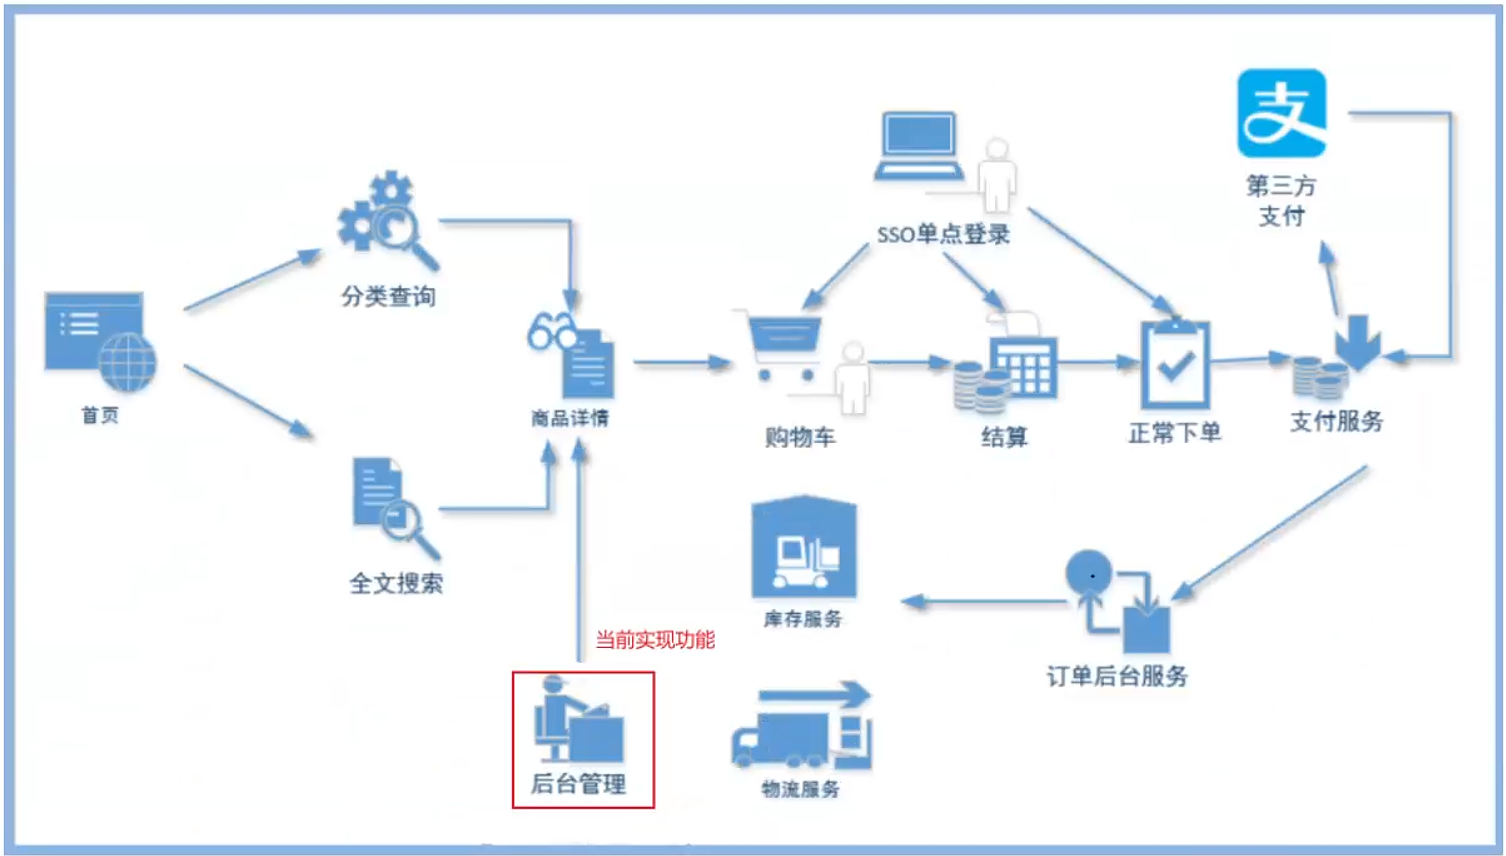 支
第三方
支付
SSO单点登录
分类查询
首页
商品详情
购物车
结算
正常下单
支付服务
全文搜索
库存服务
当前实现功能
订单后台服务
后台管理
物流服务